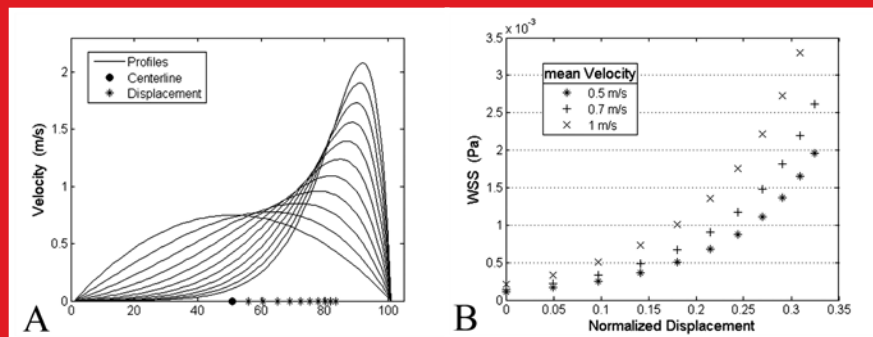 2
1.5
1
0.5
0
0 20 40 60 80 100
Velocity (m/s)
Profiles
Centerline
Displacement
A
x 10⁻³
3.5
3
2.5
2
1.5
1
0.5
0
0 0.05 0.1 0.15 0.2 0.25 0.3 0.35
WSS (Pa)
Normalized Displacement
mean Velocity
0.5 m/s
0.7 m/s
1 m/s
B